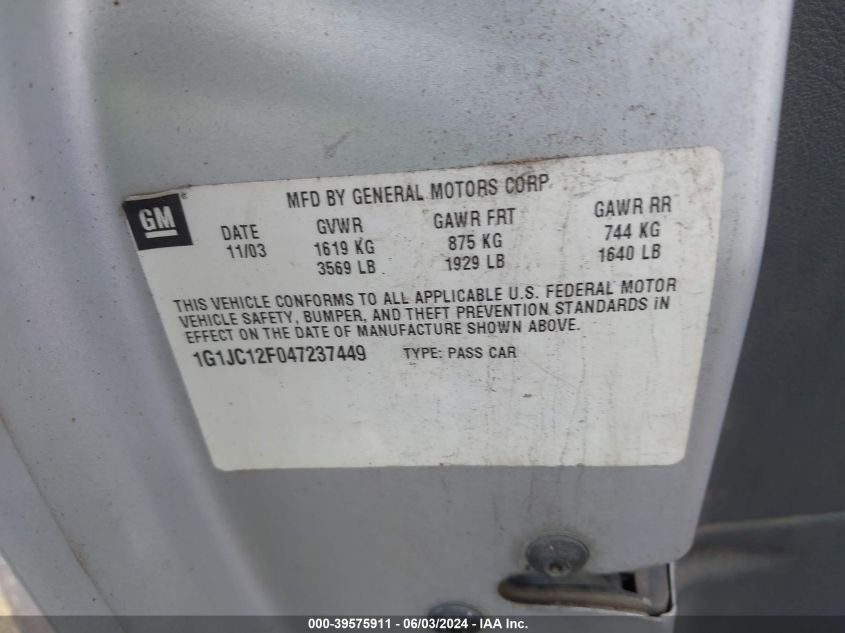 MFD BY GENERAL MOTORS CORP
GM®
DATE GVWR GAWR FRT GAWR RR
11/03 1619 KG 875 KG 744 KG
3569 LB 1929 LB 1640 LB
THIS VEHICLE CONFORMS TO ALL APPLICABLE U.S. FEDERAL MOTOR
VEHICLE SAFETY, BUMPER, AND THEFT PREVENTION STANDARDS IN
EFFECT ON THE DATE OF MANUFACTURE SHOWN ABOVE.
1G1JC12F047237449 TYPE: PASS CAR
000-39575911 - 06/03/2024 - IAA Inc.